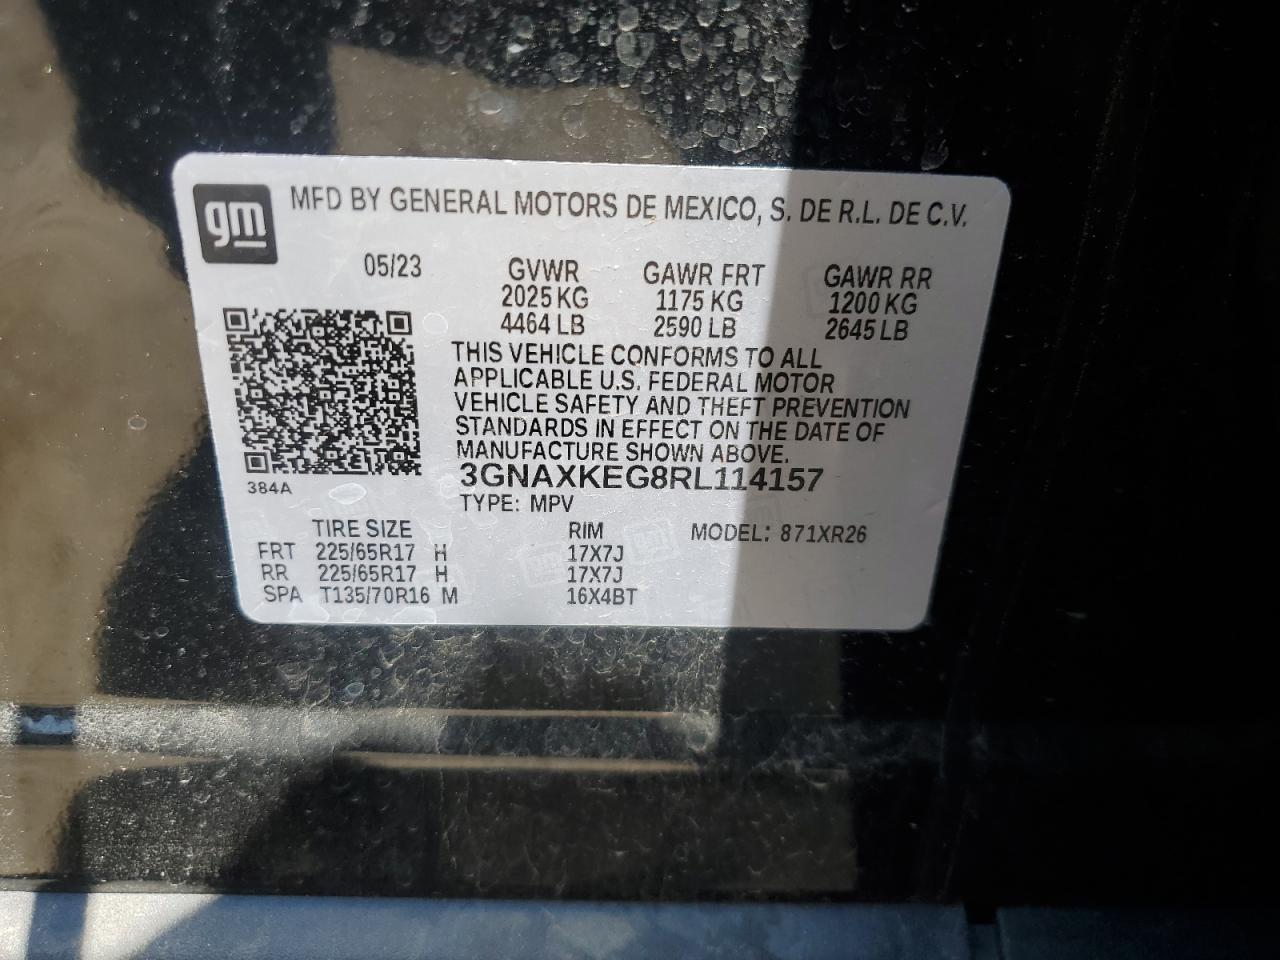 gm
MFD BY GENERAL MOTORS DE MEXICO, S. DE R.L. DE C.V.
05/23 GVWR GAWR FRT GAWR RR
2025 KG 1175 KG 1200 KG
4464 LB 2590 LB 2645 LB
THIS VEHICLE CONFORMS TO ALL
APPLICABLE U.S. FEDERAL MOTOR
VEHICLE SAFETY AND THEFT PREVENTION
STANDARDS IN EFFECT ON THE DATE OF
MANUFACTURE SHOWN ABOVE.
3GNAXKEG8RL114157
384A
TYPE: MPV
TIRE SIZE RIM MODEL: 871XR26
FRT 225/65R17 H 17X7J
RR 225/65R17 H 17X7J
SPA T135/70R16 M 16X4BT